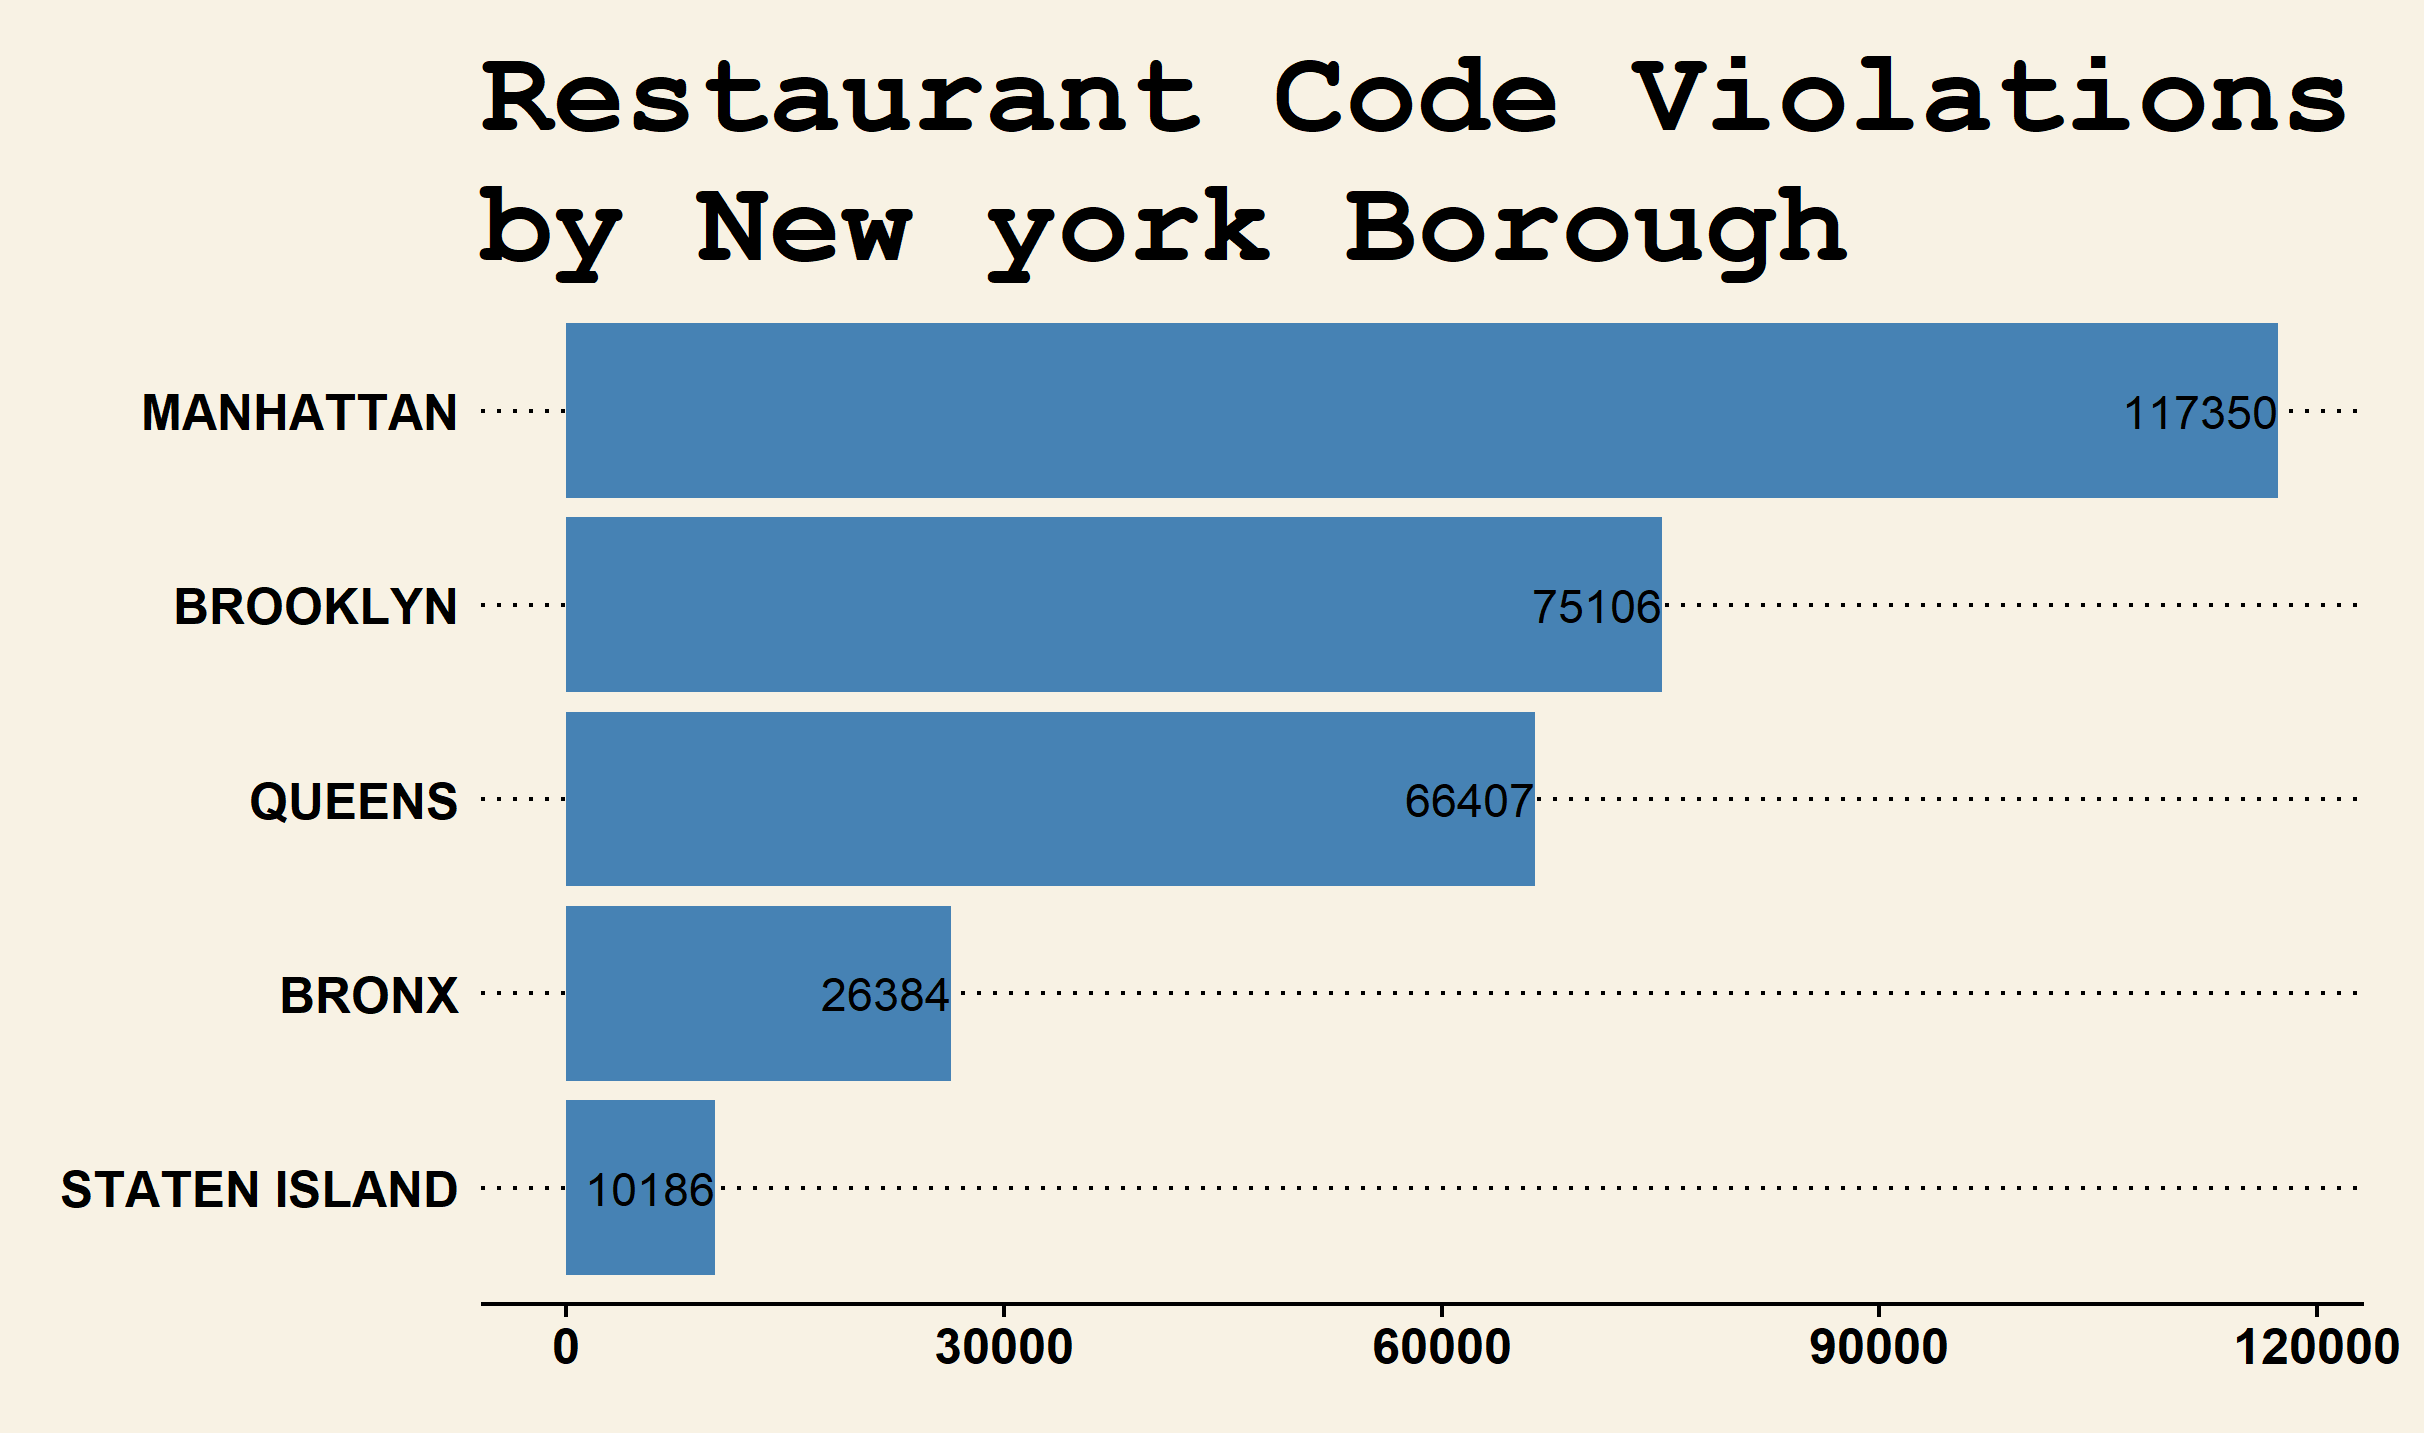 Restaurant Code Violations
by New york Borough
MANHATTAN 117350
BROOKLYN 75106
QUEENS 66407
BRONX 26384
STATEN ISLAND 10186
0 30000 60000 90000 120000